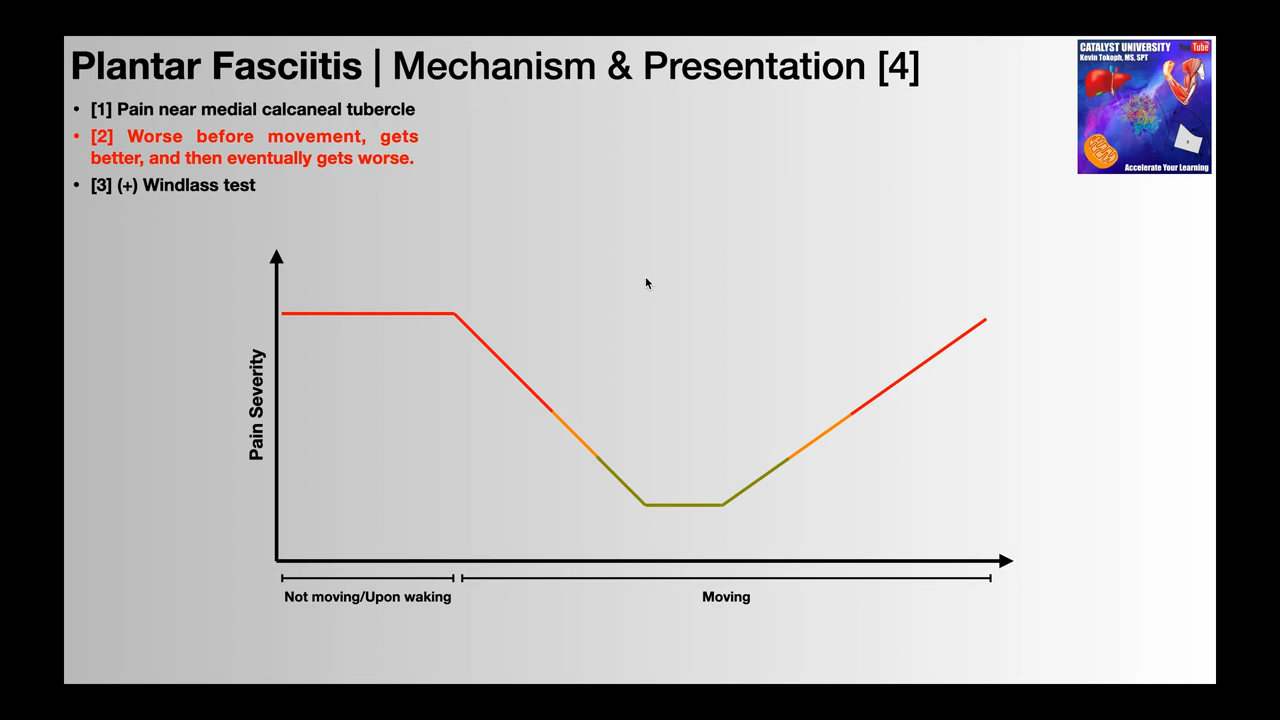 Plantar Fasciitis | Mechanism & Presentation [4]
CATALYST UNIVERSITY
You Tube
Kevin Tokoph, MS, SPT
Accelerate Your Learning
• [1] Pain near medial calcaneal tubercle
• [2] Worse before movement, gets
better, and then eventually gets worse.
• [3] (+) Windlass test
Pain Severity
Not moving/Upon waking
Moving